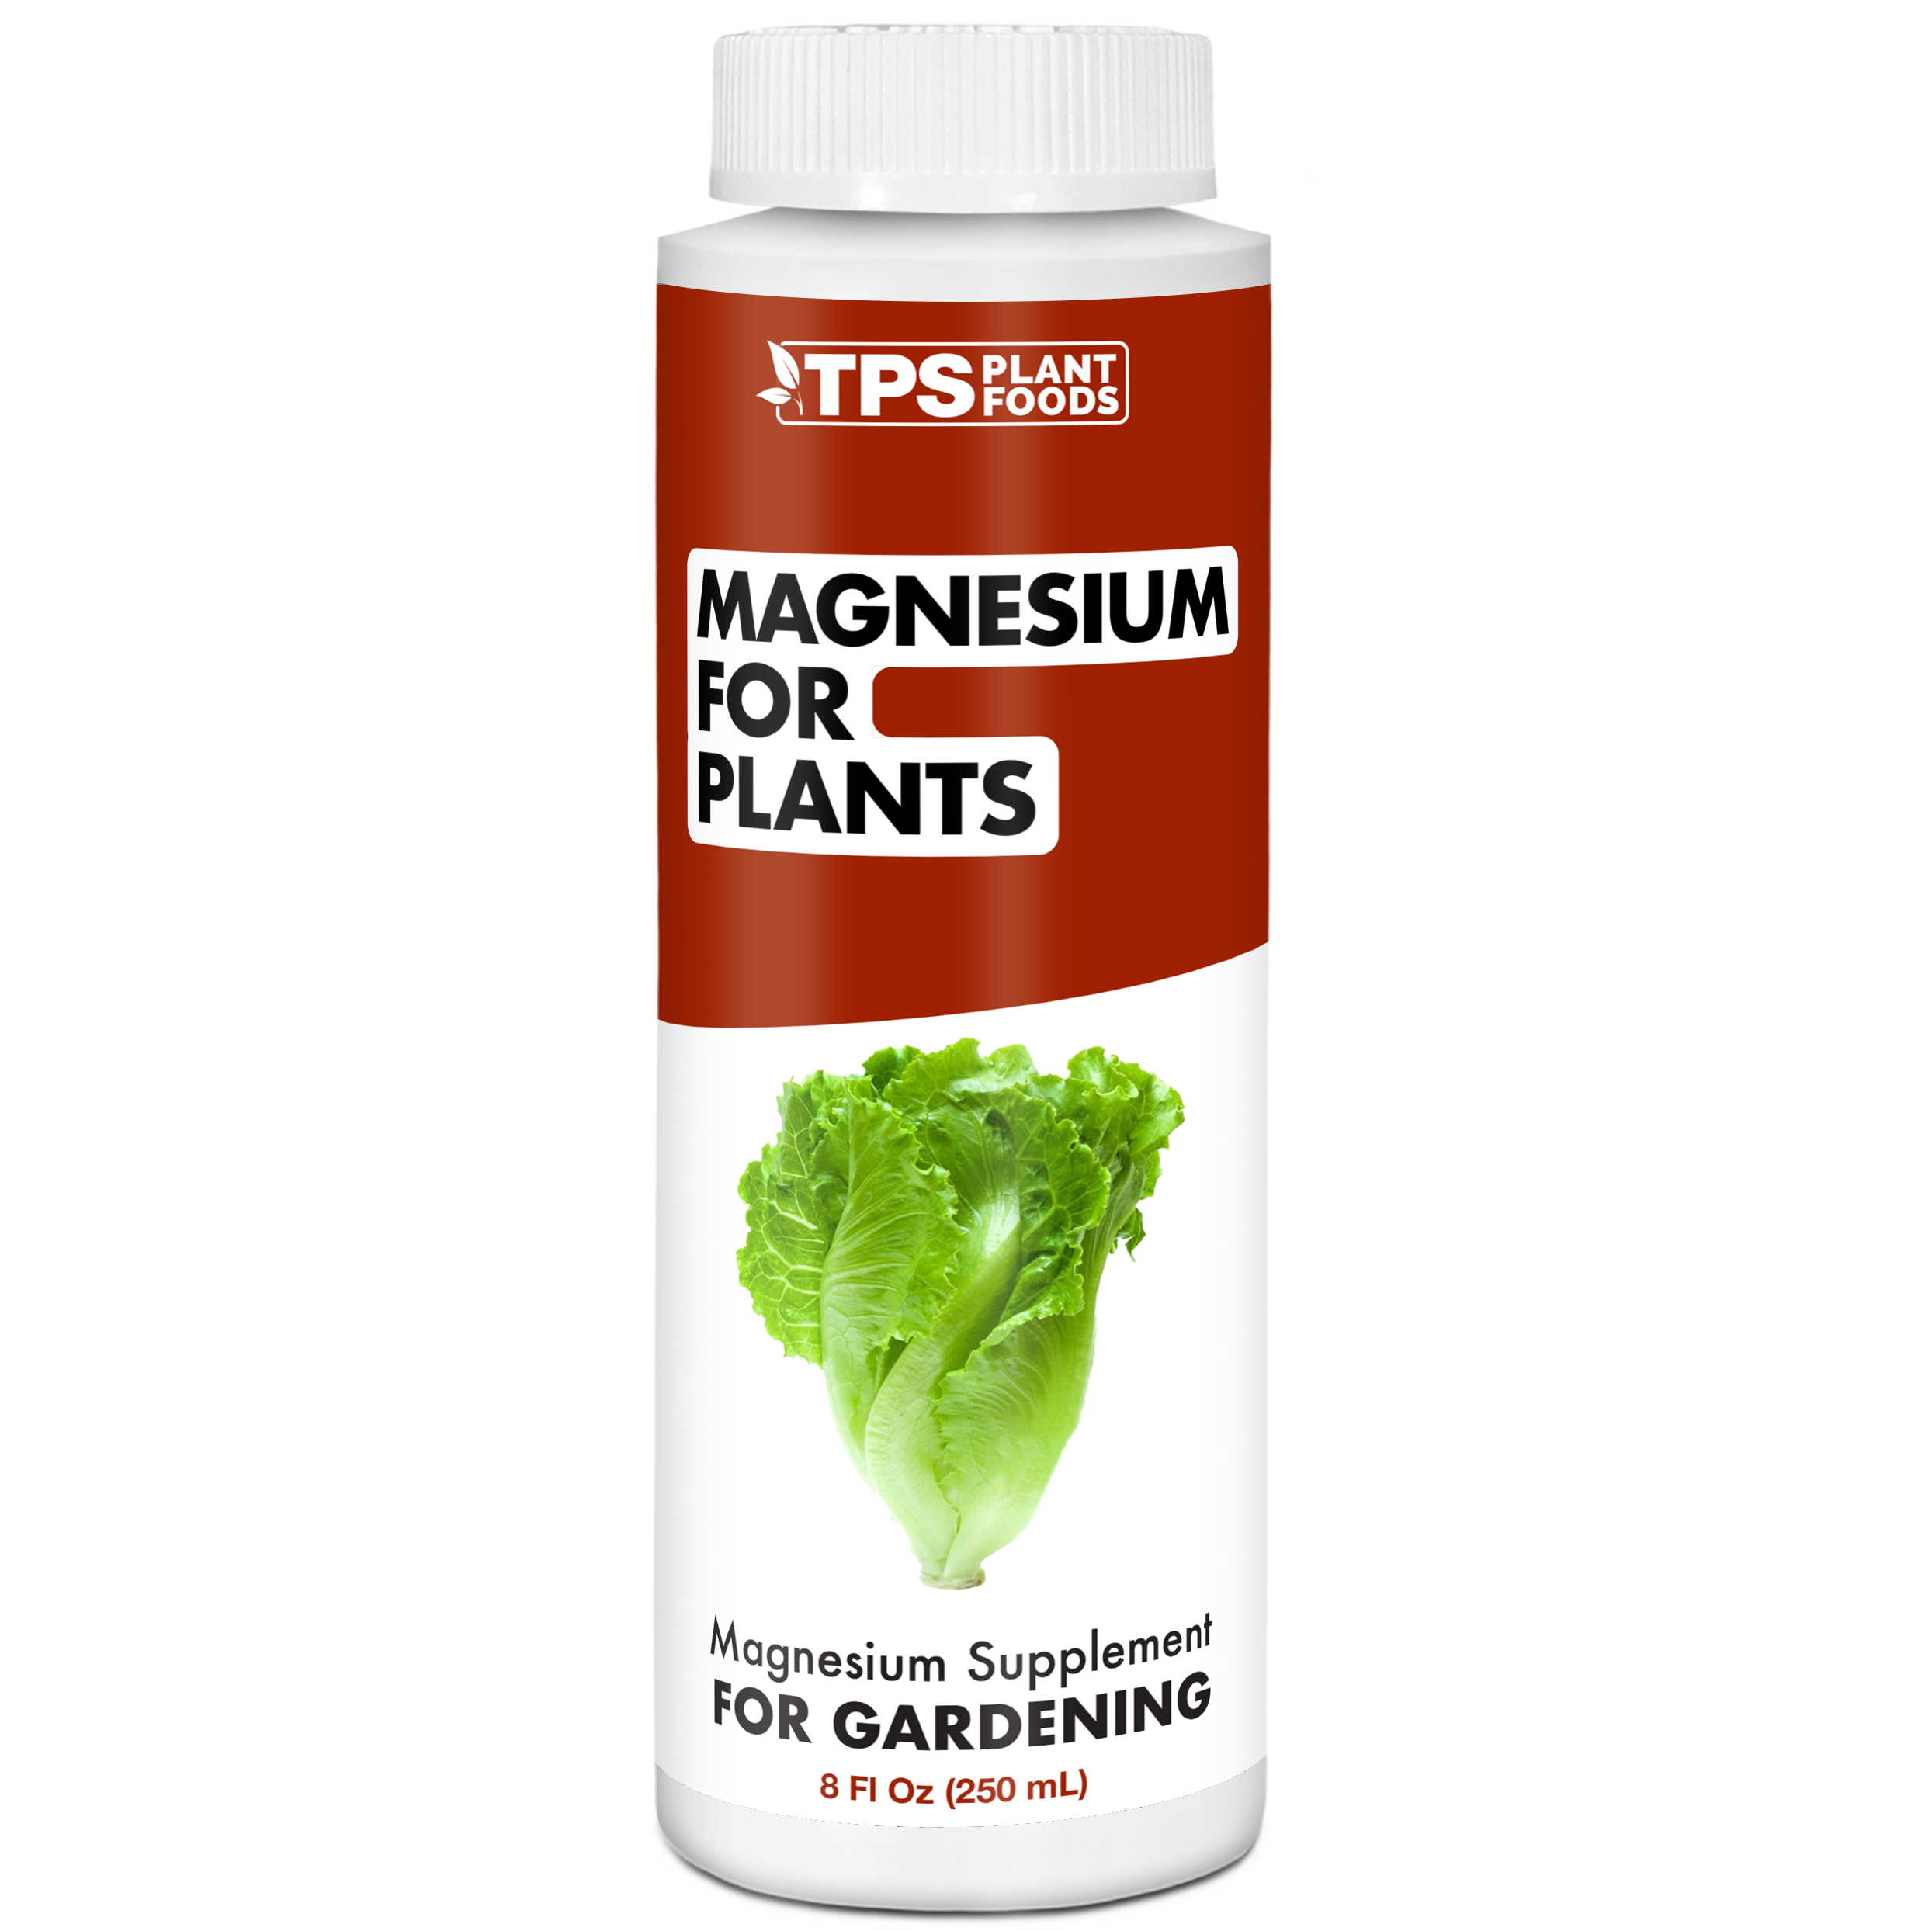 TPS PLANT
FOODS
MAGNESIUM
FOR
PLANTS
Magnesium Supplement
FOR GARDENING
8 Fl Oz (250 mL)